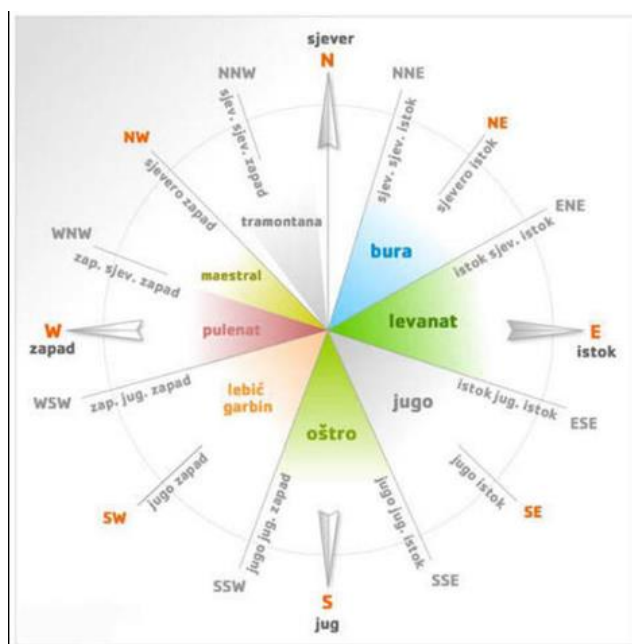 sjever
N
NNW
NNE
sjev. sjev. zapad
sjev. sjev. istok
NW
NE
sjevero zapad
sjevero istok
ENE
WNW
tramontana
istok sjev. istok
zap. sjev. zapad
bura
maestral
levanat
W
zapad
pulenat
E
istok
WSW
zap. jug. zapad
lebić
garbin
jugo
istok jug. istok
ESE
oštro
jugo zapad
jugo istok
SW
SE
jugo jug. zapad
jugo jug. istok
SSW
SSE
S
jug